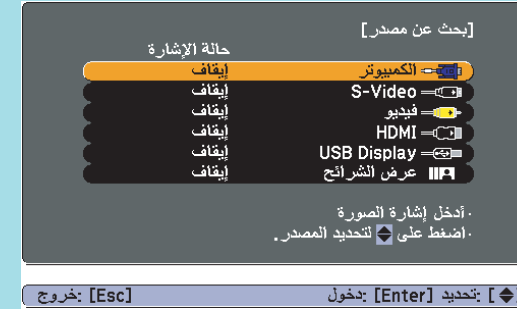 [بحث عن مصدر]
حالة الإشارة
الكمبيوتر إيقاف
S-Video إيقاف
فيديو إيقاف
HDMI إيقاف
USB Display إيقاف
عرض الشرائح إيقاف
.أدخل إشارة الصورة
.اضغط على لتحديد المصدر.
[ :تحديد [Enter] :دخول [Esc] :خروج